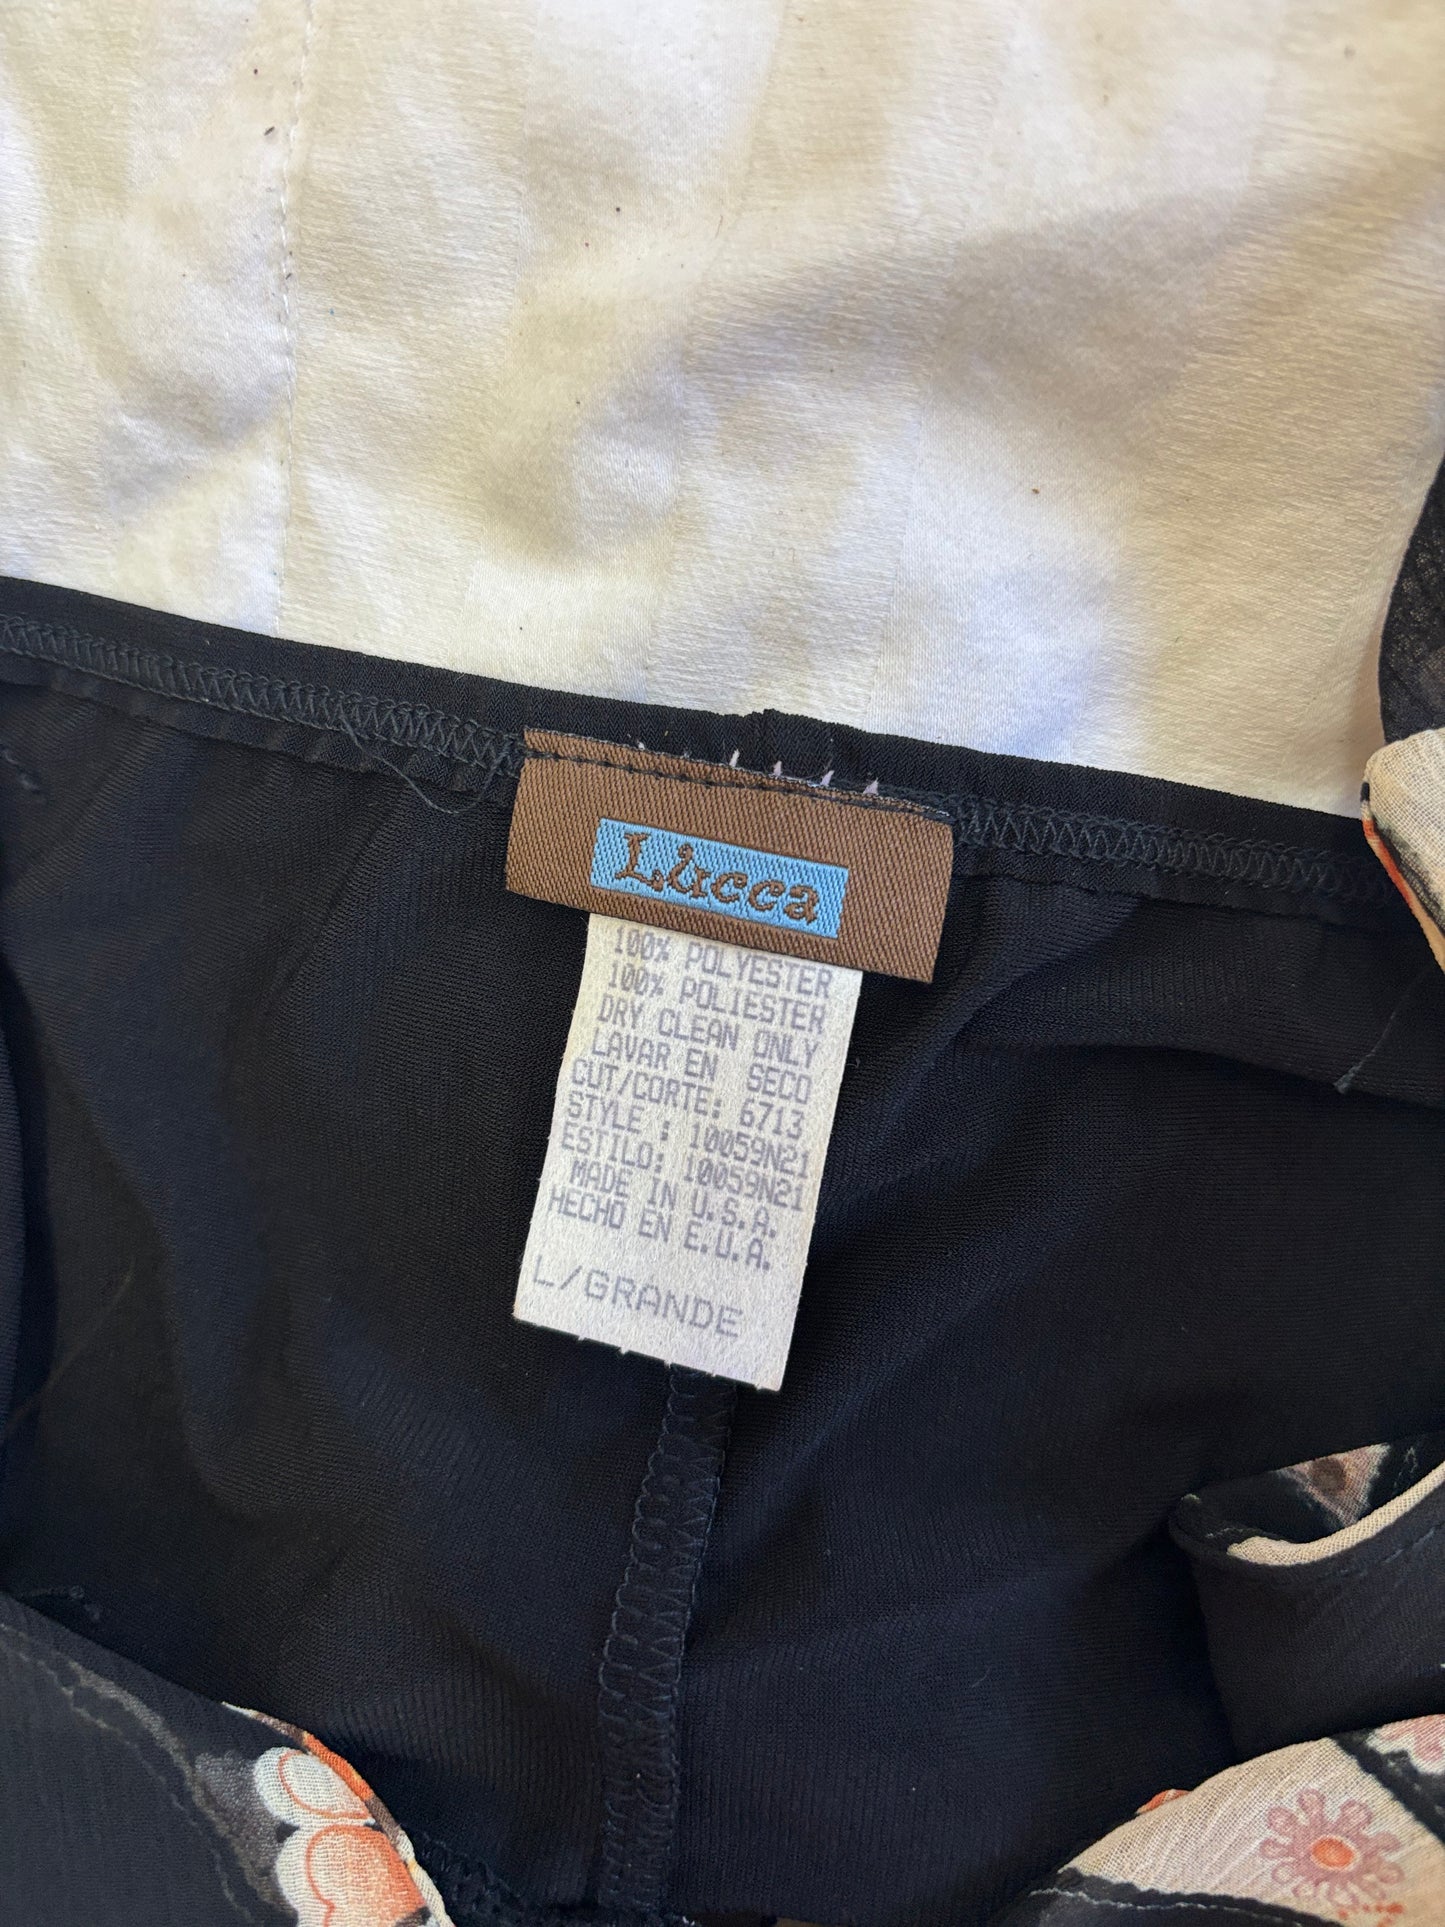 Lucca
100% POLYESTER
100% POLIESTER
DRY CLEAN ONLY
LAVAR EN SECO
CUT/CORTE: 6713
STYLE : 10059N21
ESTILO: 10059N21
MADE IN U.S.A.
HECHO EN E.U.A.
L/GRANDE